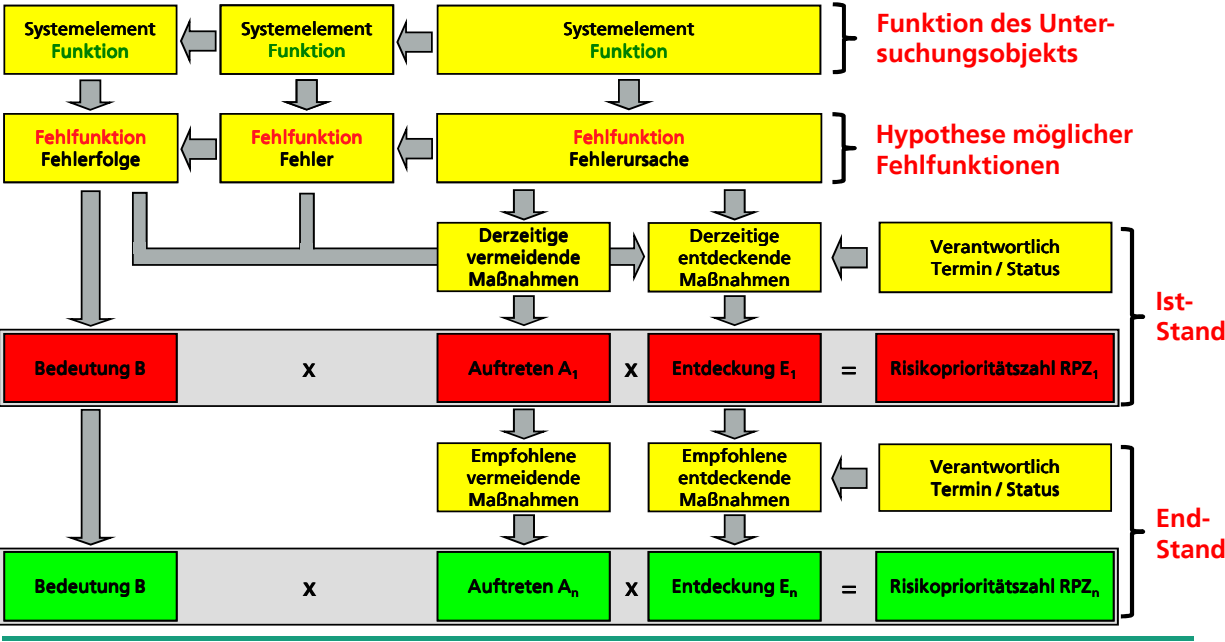 Systemelement
Funktion
Systemelement
Funktion
Systemelement
Funktion
Funktion des Unter-
suchungsobjekts
Fehlfunktion
Fehlerfolge
Fehlfunktion
Fehler
Fehlfunktion
Fehlerursache
Hypothese möglicher
Fehlfunktionen
Derzeitige
vermeidende
Maßnahmen
Derzeitige
entdeckende
Maßnahmen
Verantwortlich
Termin / Status
Ist-
Stand
Bedeutung B x Auftreten A₁ x Entdeckung E₁ = Risikoprioritätszahl RPZ₁
Empfohlene
vermeidende
Maßnahmen
Empfohlene
entdeckende
Maßnahmen
Verantwortlich
Termin / Status
End-
Stand
Bedeutung B x Auftreten Aₙ x Entdeckung Eₙ = Risikoprioritätszahl RPZₙ